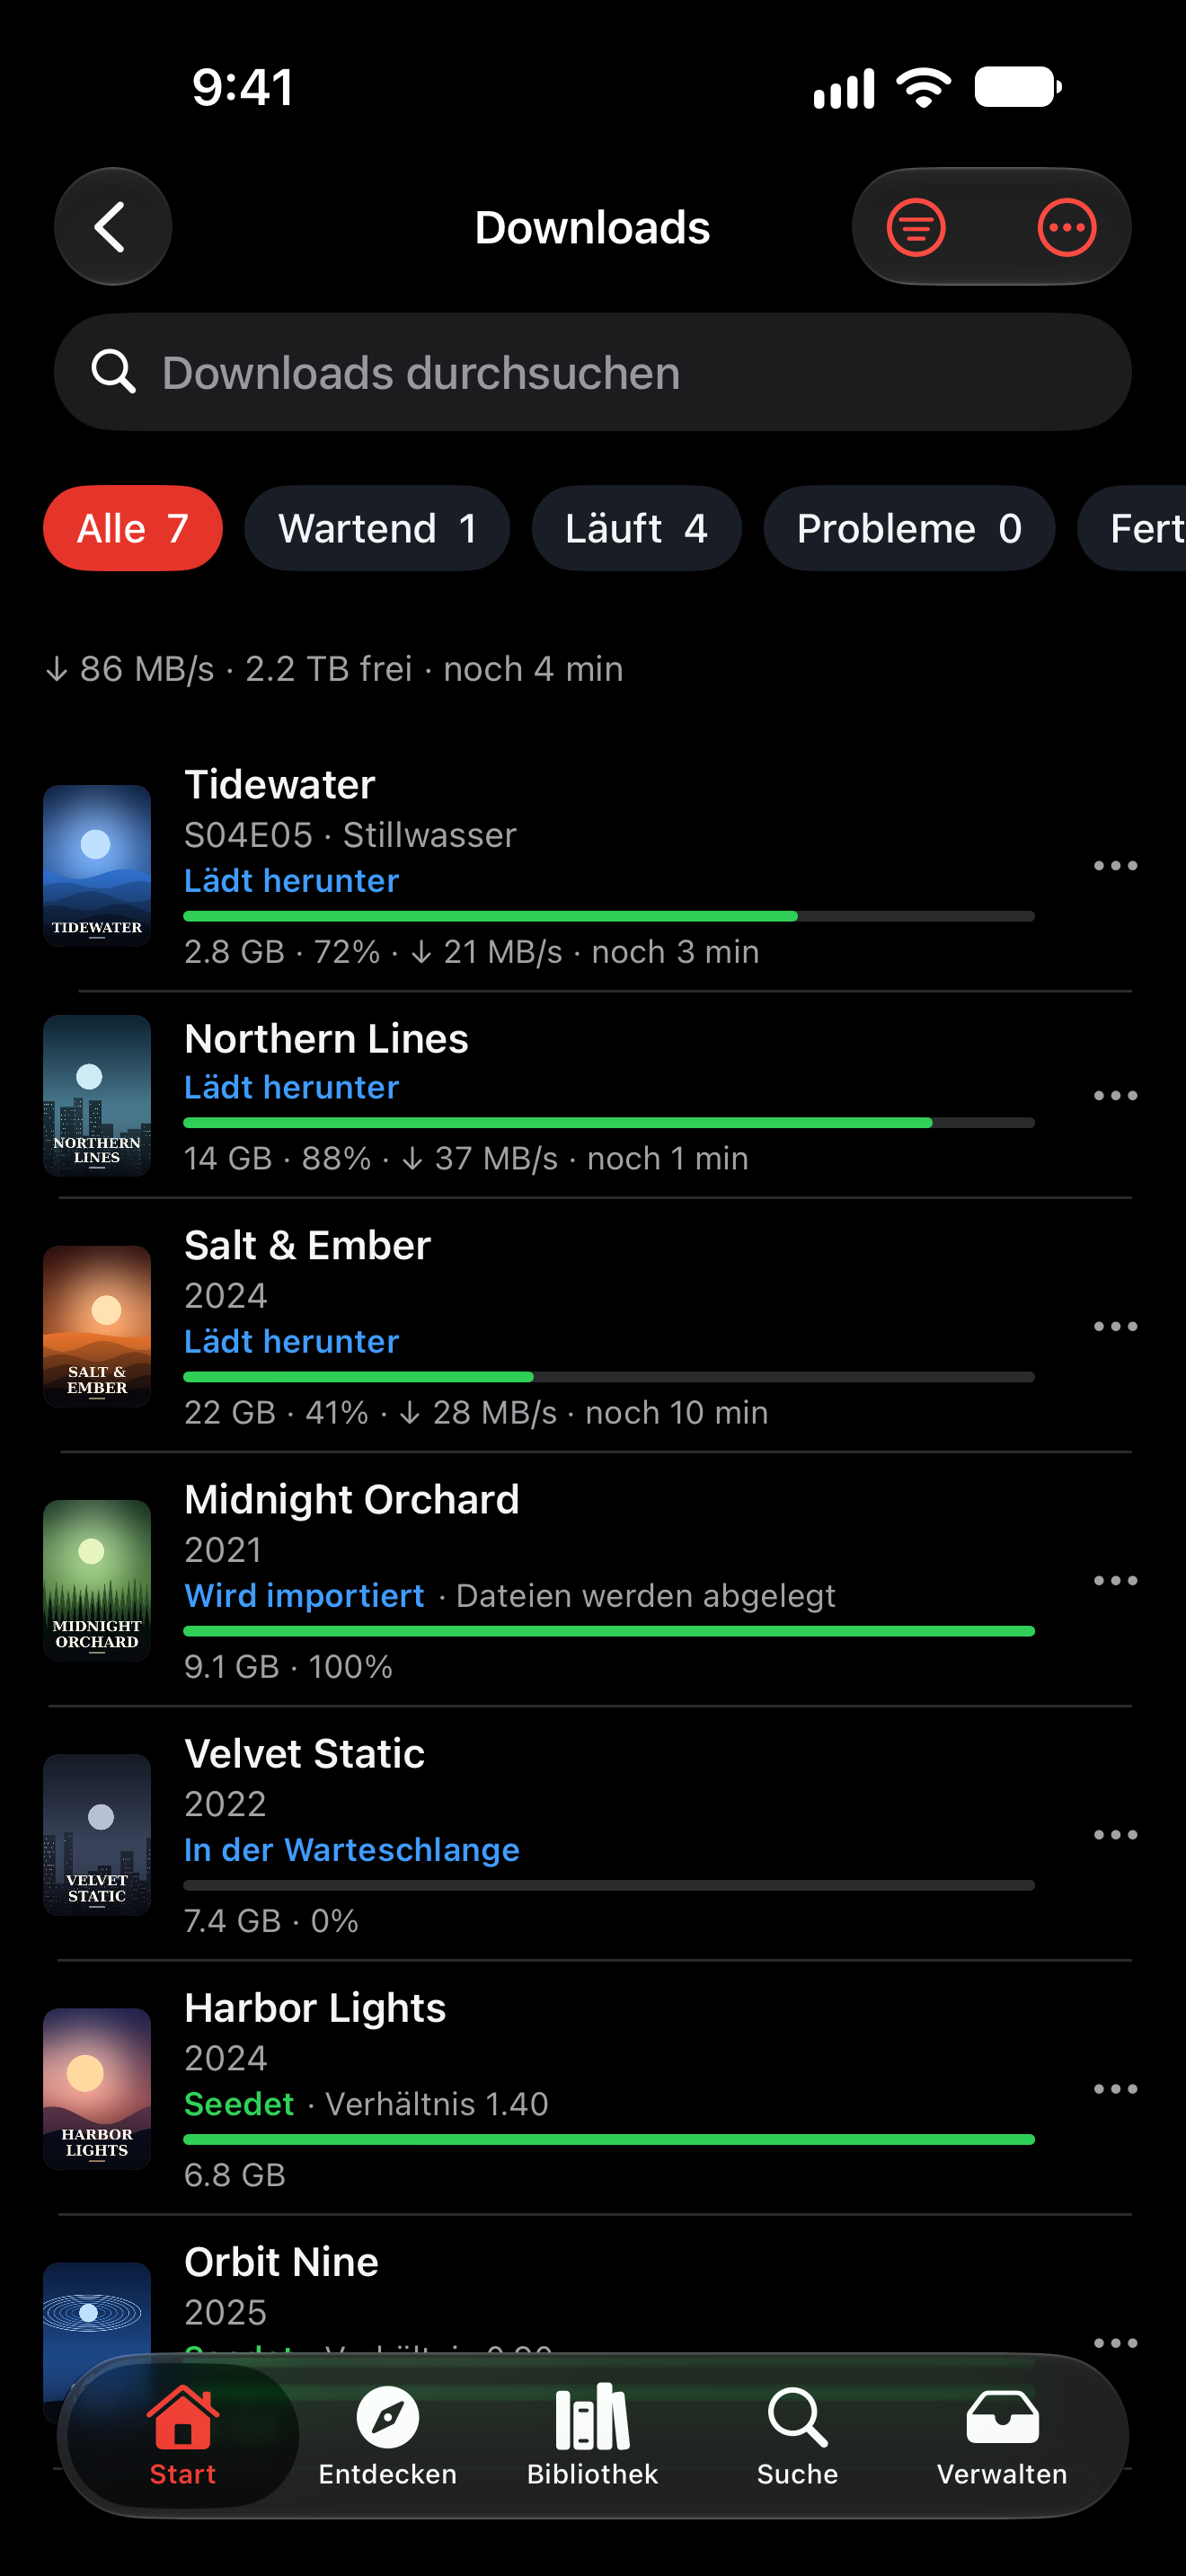 9:41
Downloads
Downloads durchsuchen
Alle 7
Wartend 1
Läuft 4
Probleme 0
Fert
↓ 86 MB/s · 2.2 TB frei · noch 4 min
Tidewater
S04E05 · Stillwasser
Lädt herunter
2.8 GB · 72% · ↓ 21 MB/s · noch 3 min
TIDEWATER
Northern Lines
Lädt herunter
14 GB · 88% · ↓ 37 MB/s · noch 1 min
NORTHERN
LINES
Salt & Ember
2024
Lädt herunter
22 GB · 41% · ↓ 28 MB/s · noch 10 min
SALT &
EMBER
Midnight Orchard
2021
Wird importiert · Dateien werden abgelegt
9.1 GB · 100%
MIDNIGHT
ORCHARD
Velvet Static
2022
In der Warteschlange
7.4 GB · 0%
VELVET
STATIC
Harbor Lights
2024
Seedet · Verhältnis 1.40
6.8 GB
HARBOR
LIGHTS
Orbit Nine
2025
Start
Entdecken
Bibliothek
Suche
Verwalten